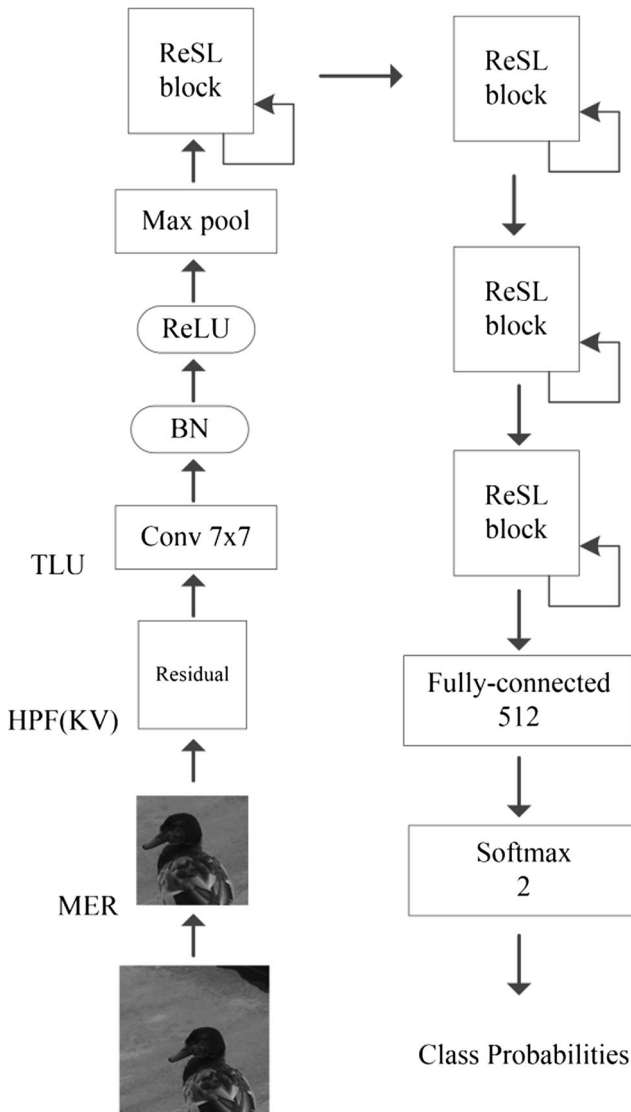 ReSL
block
Max pool
ReLU
BN
Conv 7x7
TLU
Residual
HPF(KV)
MER
ReSL
block
ReSL
block
ReSL
block
Fully-connected
512
Softmax
2
Class Probabilities